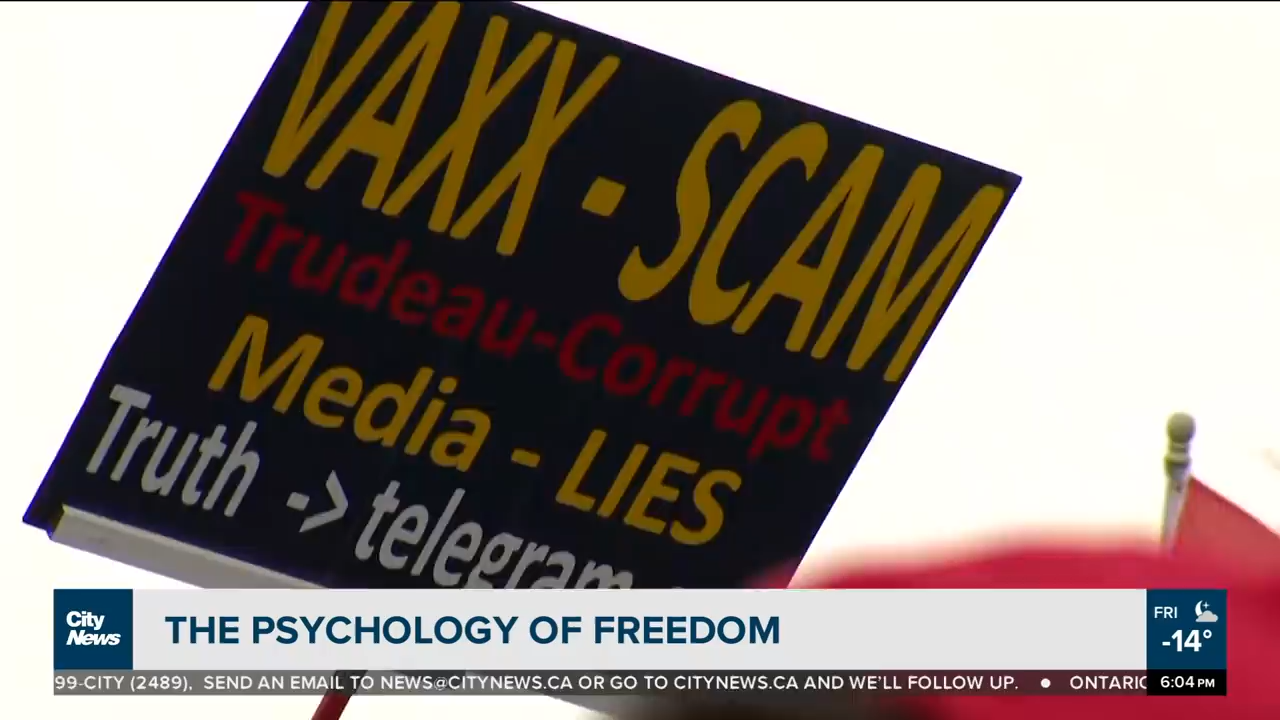 VAXX - SCAM
Trudeau-Corrupt
Media - LIES
Truth -> telegram
City
News
THE PSYCHOLOGY OF FREEDOM
FRI
-14°
99-CITY (2489), SEND AN EMAIL TO NEWS@CITYNEWS.CA OR GO TO CITYNEWS.CA AND WE'LL FOLLOW UP. • ONTARIO
6:04 PM